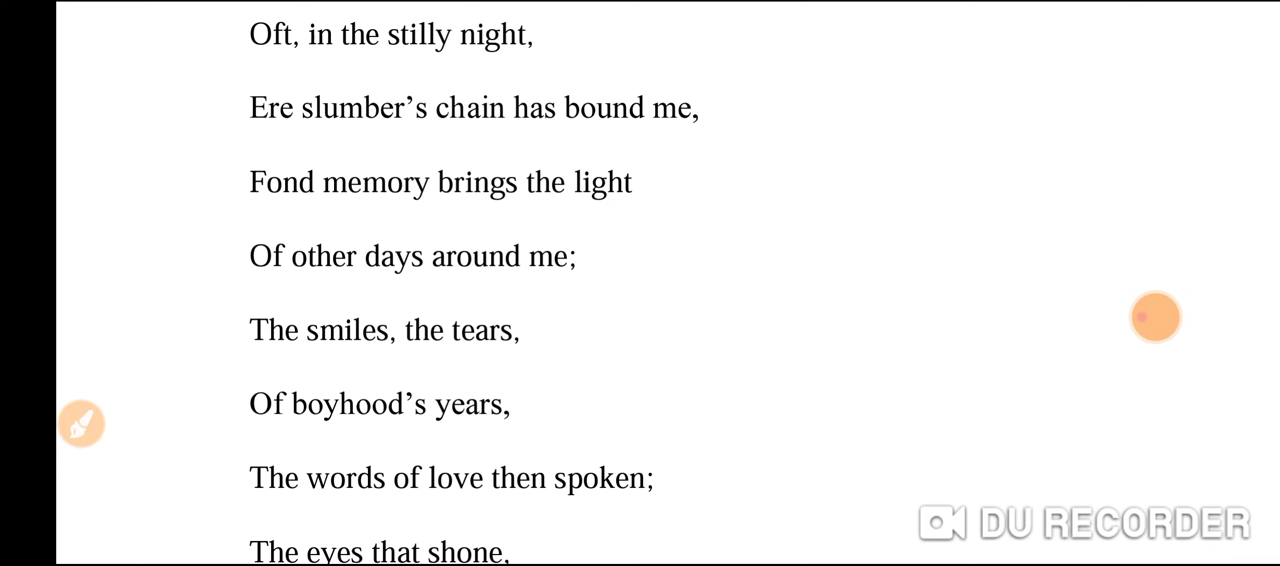 Oft, in the stilly night,
Ere slumber’s chain has bound me,
Fond memory brings the light
Of other days around me;
The smiles, the tears,
Of boyhood’s years,
The words of love then spoken;
The eyes that shone,
DU RECORDER